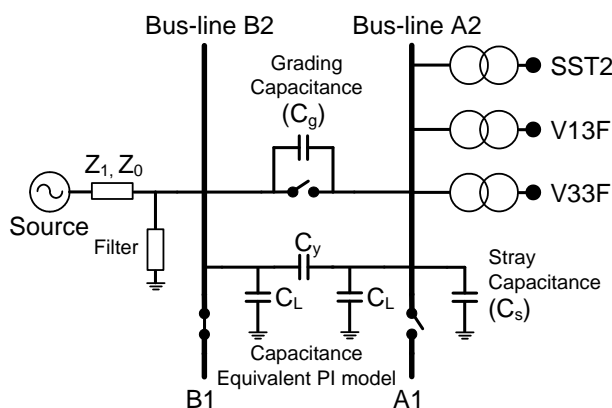 Bus-line B2
Bus-line A2
SST2
Grading
Capacitance
(Cg)
V13F
Z1, Z0
V33F
Source
Filter
Cy
Stray
Capacitance
(Cs)
CL
CL
Capacitance
Equivalent PI model
B1
A1